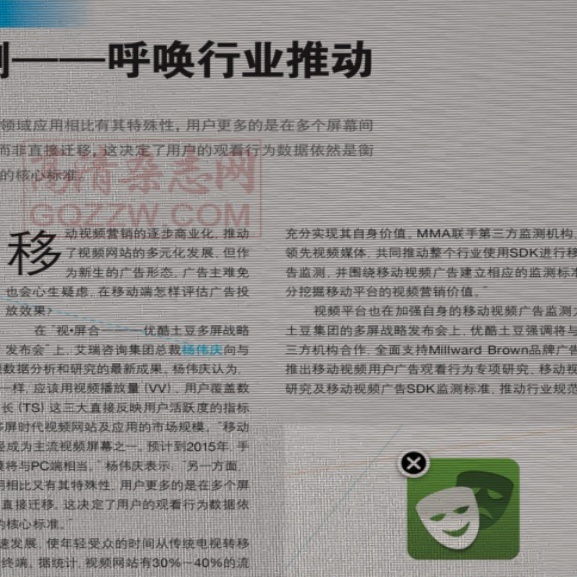 ——呼唤行业推动
领域应用相比有其特殊性，用户更多的是在多个屏幕间
而非直接迁移，这决定了用户的观看行为数据依然是衡
的核心标准。
高清杂志网
GQZZW.COM
移动视频营销的逐步商业化，推动
了视频网站的多元化发展，但作
为新生的广告形态，广告主难免
也会心生疑虑，在移动端怎样评估广告投
放效果？
在“视•屏合——优酷土豆多屏战略
发布会”上，艾瑞咨询集团总裁杨伟庆向与
数据分析和研究的最新成果。杨伟庆认为，
一样，应该用视频播放量（VV）、用户覆盖数
长（TS）这三大直接反映用户活跃度的指标
屏时代视频网站及应用的市场规模。“移动
成为主流视频屏幕之一。预计到2015年，手
将与PC端相当。”杨伟庆表示，“另一方面，
用相比又有其特殊性，用户更多的是在多个屏
直接迁移，这决定了用户的观看行为数据依
的核心标准。”
速发展，使年轻受众的时间从传统电视转移
终端，据统计，视频网站有30%－40%的流
充分实现其自身价值。MMA联手第三方监测机构、
领先视频媒体，共同推动整个行业使用SDK进行移
告监测，并围绕移动视频广告建立相应的监测标准
分挖掘移动平台的视频营销价值。”
视频平台也在加强自身的移动视频广告监测
土豆集团的多屏战略发布会上，优酷土豆强调将与
三方机构合作，全面支持Millward Brown品牌广告
推出移动视频用户广告观看行为专项研究、移动视
研究及移动视频广告SDK监测标准，推动行业规范